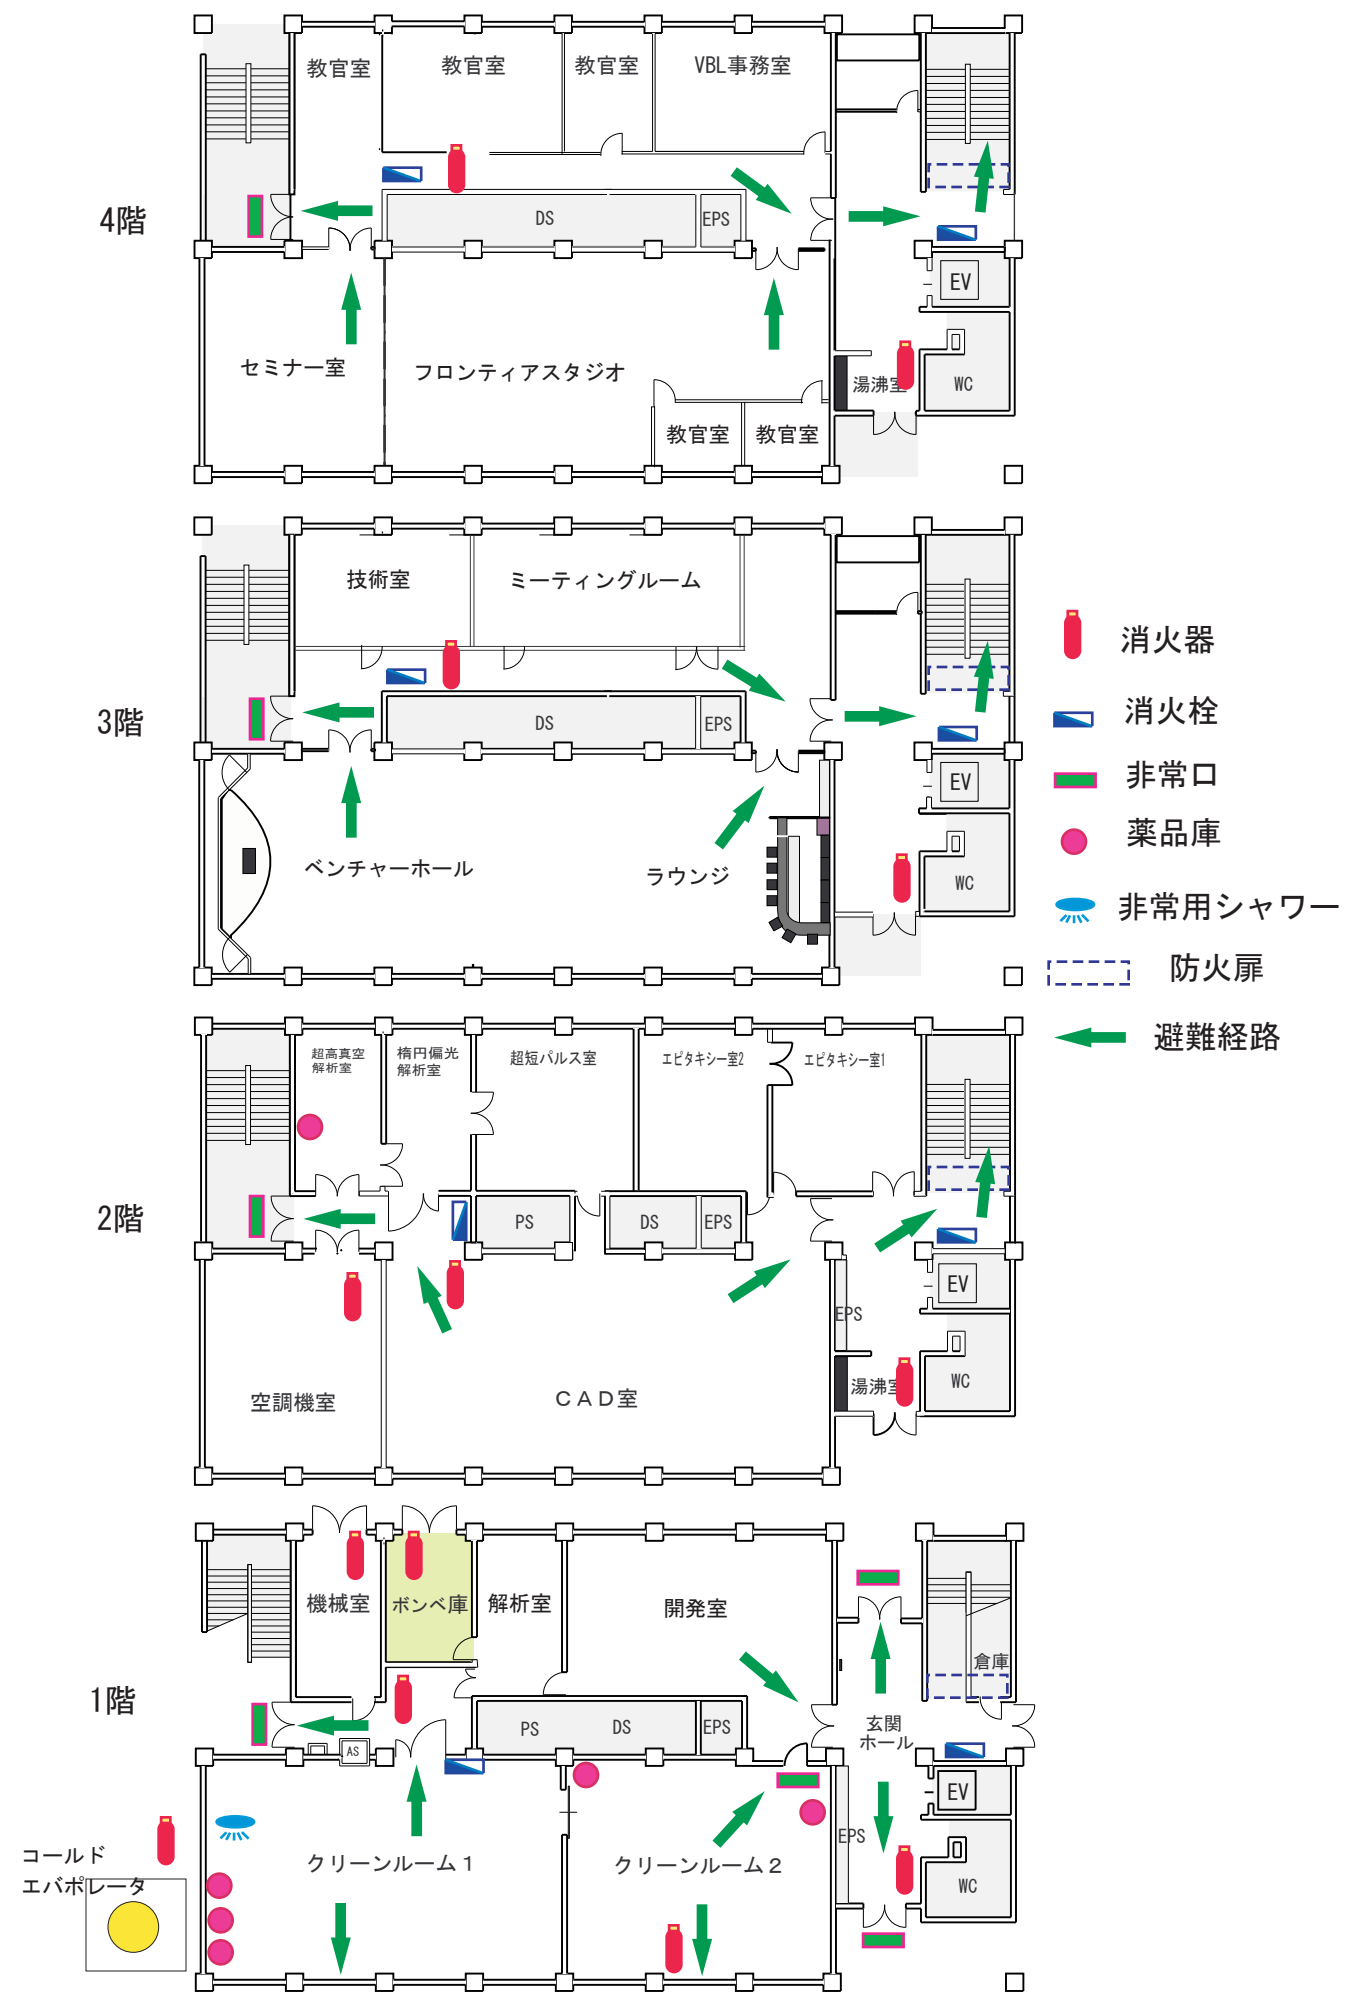 教官室
教官室
教官室
VBL事務室
4階
DS
EPS
EV
セミナー室
フロンティアスタジオ
湯沸室
WC
教官室
教官室
技術室
ミーティングルーム
3階
DS
EPS
EV
ベンチャーホール
ラウンジ
WC
消火器
消火栓
非常口
薬品庫
非常用シャワー
防火扉
避難経路
超高真空
解析室
楕円偏光
解析室
超短パルス室
エピタキシー室2
エピタキシー室1
2階
PS
DS
EPS
EV
EPS
空調機室
CAD室
湯沸室
WC
機械室
ボンベ庫
解析室
開発室
倉庫
1階
PS
DS
EPS
玄関
ホール
AS
EV
EPS
コールド
エバポレータ
クリーンルーム1
クリーンルーム2
WC